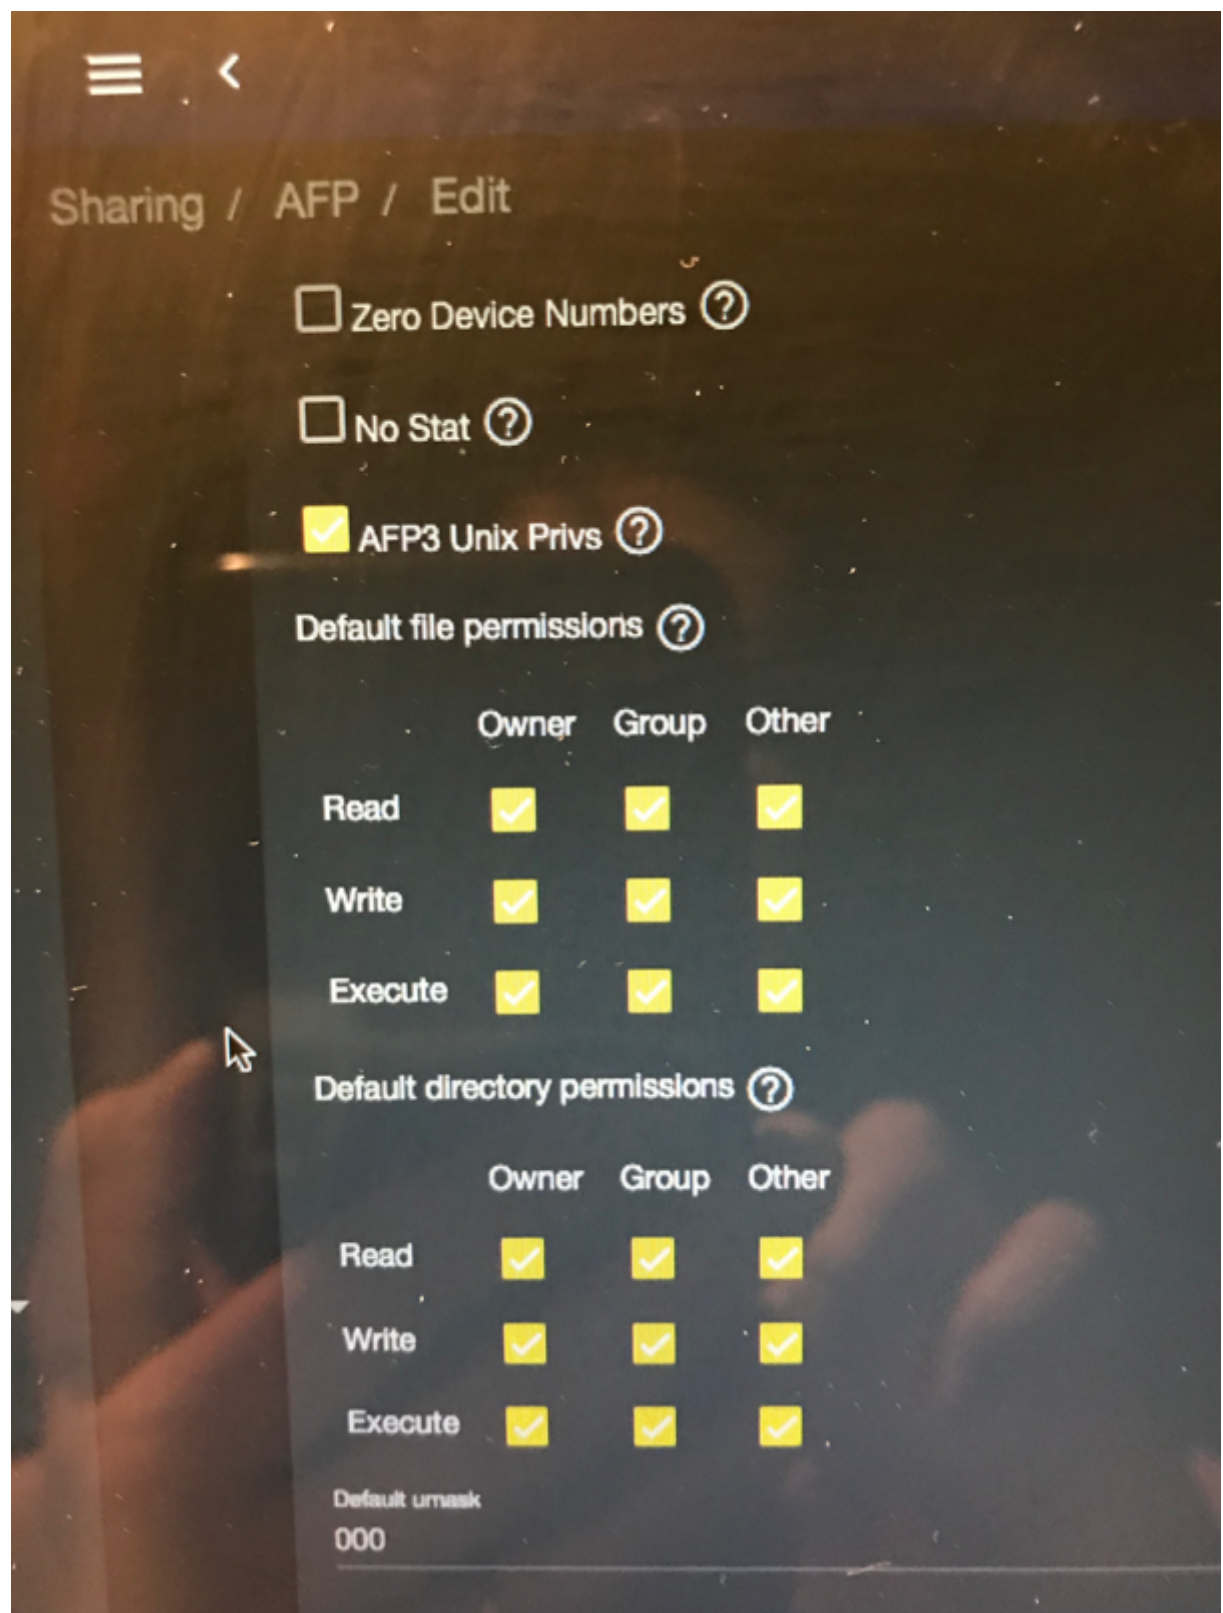 Sharing / AFP / Edit
Zero Device Numbers ?
No Stat ?
AFP3 Unix Privs ?
Default file permissions ?
Owner Group Other
Read
Write
Execute
Default directory permissions ?
Owner Group Other
Read
Write
Execute
Default umask
000